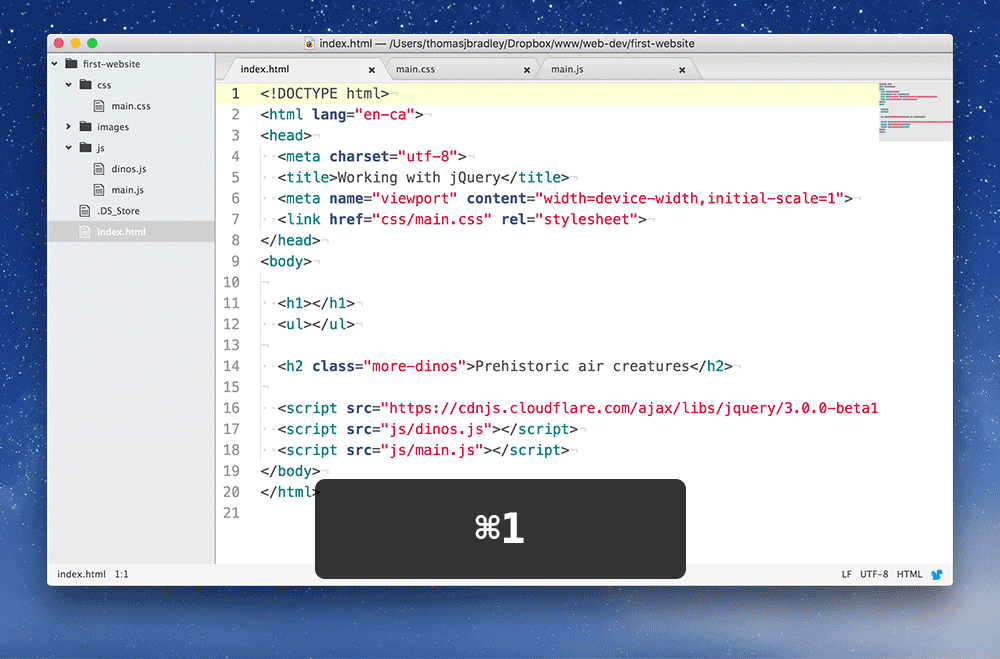 index.html — /Users/thomasjbradley/Dropbox/www/web-dev/first-website
first-website
css
main.css
images
js
dinos.js
main.js
.DS_Store
index.html
index.html main.css main.js
1 <!DOCTYPE html>
2 <html lang="en-ca">
3 <head>
4 <meta charset="utf-8">
5 <title>Working with jQuery</title>
6 <meta name="viewport" content="width=device-width,initial-scale=1">
7 <link href="css/main.css" rel="stylesheet">
8 </head>
9 <body>
10
11 <h1></h1>
12 <ul></ul>
13
14 <h2 class="more-dinos">Prehistoric air creatures</h2>
15
16 <script src="https://cdnjs.cloudflare.com/ajax/libs/jquery/3.0.0-beta1
17 <script src="js/dinos.js"></script>
18 <script src="js/main.js"></script>
19 </body>
20 </html>
21
⌘1
index.html 1:1 LF UTF-8 HTML